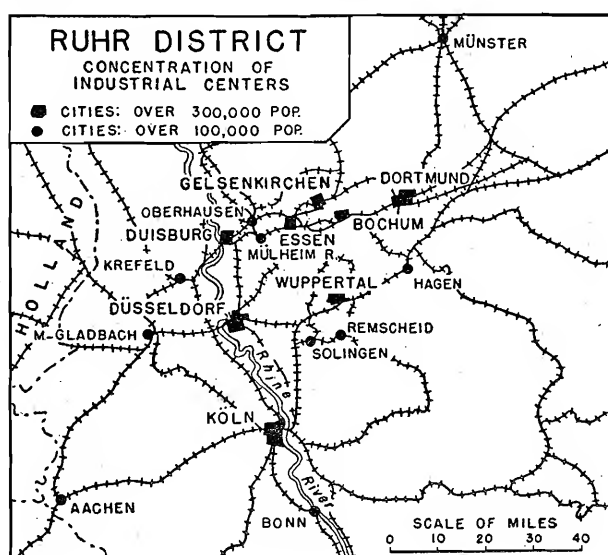 RUHR DISTRICT
CONCENTRATION OF
INDUSTRIAL CENTERS
CITIES: OVER 300,000 POP.
CITIES: OVER 100,000 POP.
MÜNSTER
HOLLAND
GELSENKIRCHEN
DORTMUND
OBERHAUSEN
DUISBURG
ESSEN
BOCHUM
MÜLHEIM R.
KREFELD
WUPPERTAL
HAGEN
DÜSSELDORF
M-GLADBACH
REMSCHEID
SOLINGEN
Rhine
KÖLN
River
AACHEN
BONN
SCALE OF MILES
0 10 20 30 40